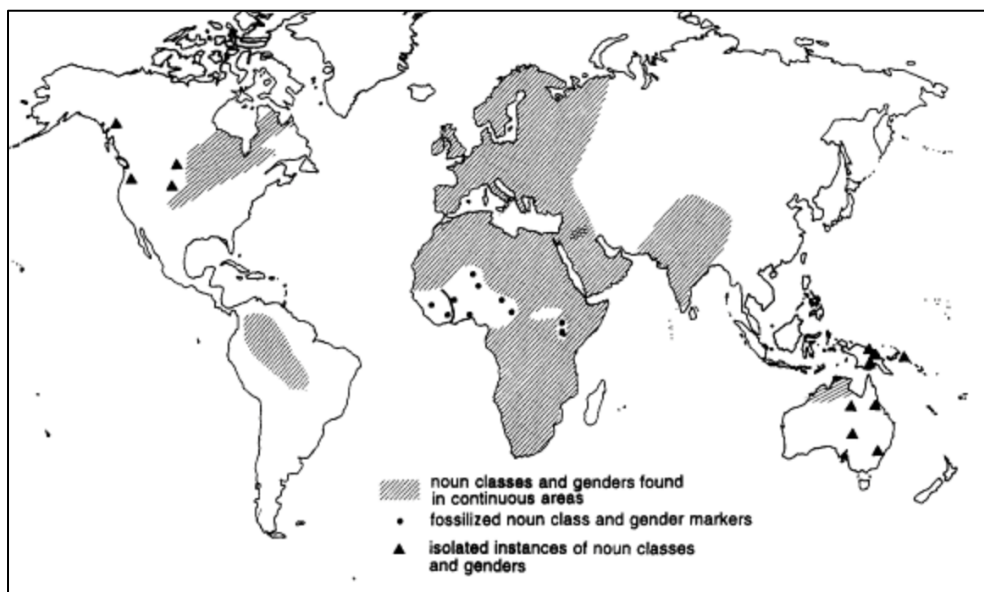 noun classes and genders found
in continuous areas
fossilized noun class and gender markers
isolated instances of noun classes
and genders